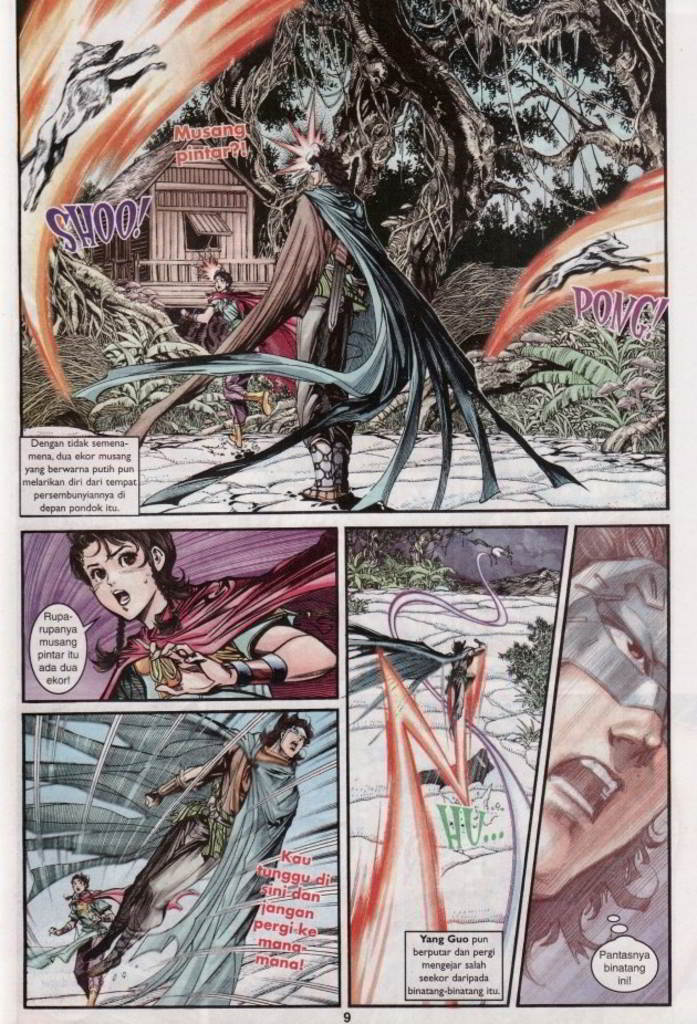 Musang
pintar?!
SHOO!
PONG!
Dengan tidak semena-
mena, dua ekor musang
yang berwarna putih pun
melarikan diri dari tempat
persembunyiannya di
depan pondok itu.
Rupa-
rupanya
musang
pintar itu
ada dua
ekor!
Kau
tunggu di
sini dan
jangan
pergi ke
mana-
mana!
HU...
Yang Guo pun
berputar dan pergi
mengejar salah
seekor daripada
binatang-binatang itu.
Pantasnya
binatang
ini!
9